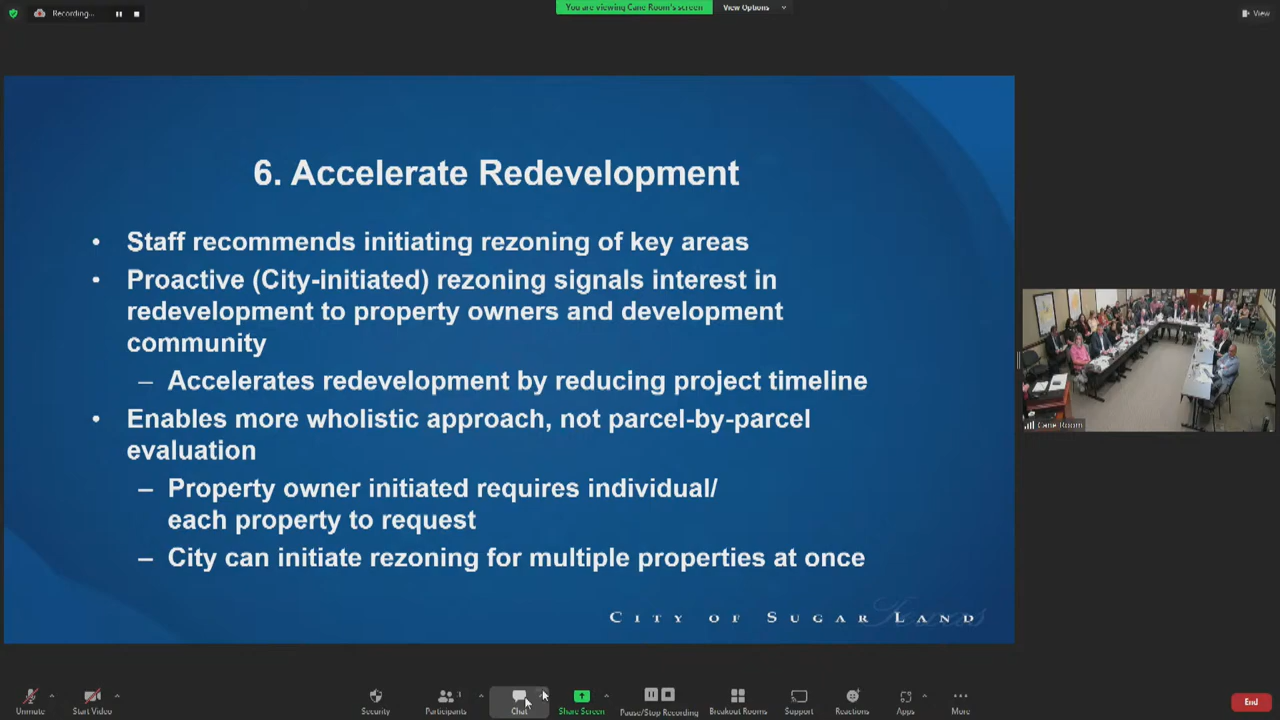 Recording...
You are viewing Cane Room's screen
View Options
View
6. Accelerate Redevelopment
• Staff recommends initiating rezoning of key areas
• Proactive (City-initiated) rezoning signals interest in
redevelopment to property owners and development
community
– Accelerates redevelopment by reducing project timeline
• Enables more wholistic approach, not parcel-by-parcel
evaluation
– Property owner initiated requires individual/
each property to request
– City can initiate rezoning for multiple properties at once
CITY OF SUGAR LAND
Texas
Cane Room
Unmute
Start Video
Security
Participants
1
Chat
Share Screen
Pause/Stop Recording
Breakout Rooms
Support
Reactions
Apps
More
End